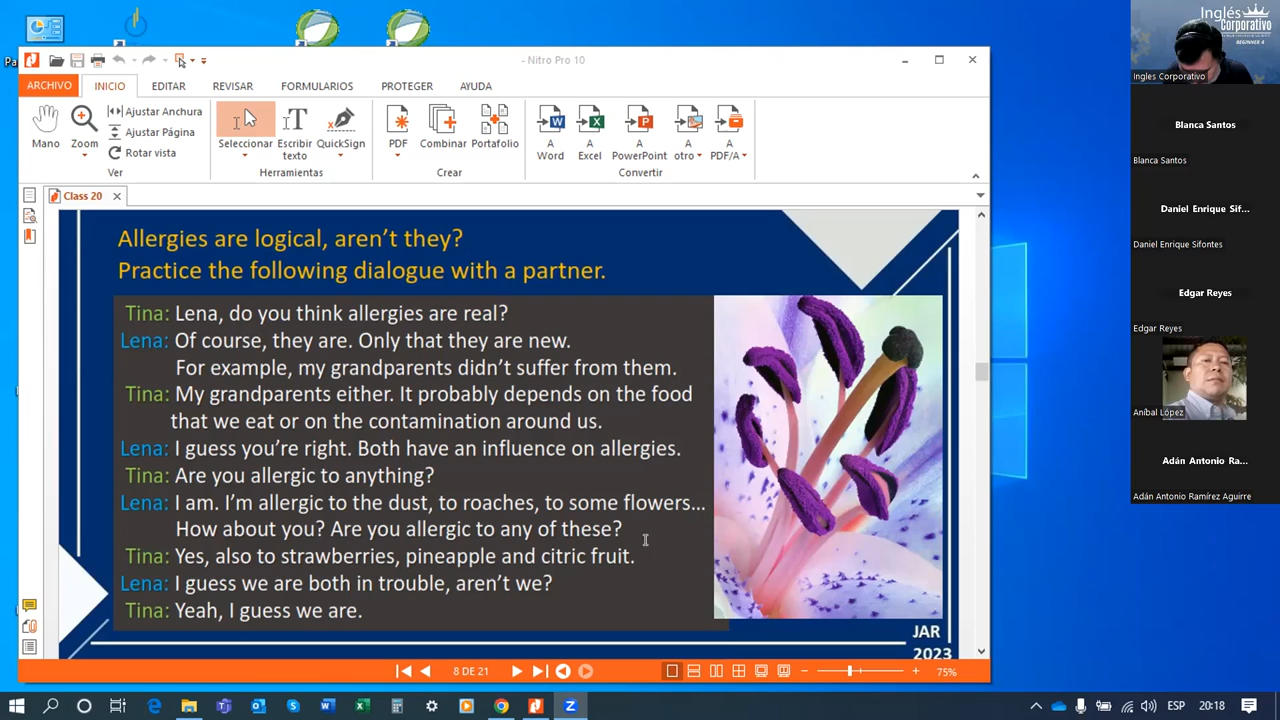 Pa
- Nitro Pro 10
ARCHIVO
INICIO
EDITAR
REVISAR
FORMULARIOS
PROTEGER
AYUDA
Mano
Zoom
Ajustar Anchura
Ajustar Página
Rotar vista
Ver
Seleccionar
Escribir texto
QuickSign
Herramientas
PDF
Combinar
Portafolio
Crear
A Word
A Excel
A PowerPoint
A otro
A PDF/A
Convertir
Class 20
Allergies are logical, aren't they?
Practice the following dialogue with a partner.
Tina: Lena, do you think allergies are real?
Lena: Of course, they are. Only that they are new.
For example, my grandparents didn't suffer from them.
Tina: My grandparents either. It probably depends on the food
that we eat or on the contamination around us.
Lena: I guess you're right. Both have an influence on allergies.
Tina: Are you allergic to anything?
Lena: I am. I'm allergic to the dust, to roaches, to some flowers...
How about you? Are you allergic to any of these?
Tina: Yes, also to strawberries, pineapple and citric fruit.
Lena: I guess we are both in trouble, aren't we?
Tina: Yeah, I guess we are.
JAR
2023
8 DE 21
75%
Inglés
Corporativo
BEGINNER 4
Ingles Corporativo
Blanca Santos
Blanca Santos
Daniel Enrique Sif...
Daniel Enrique Sifontes
Edgar Reyes
Edgar Reyes
Aníbal López
Adán Antonio Ra...
Adán Antonio Ramírez Aguirre
ESP
20:18